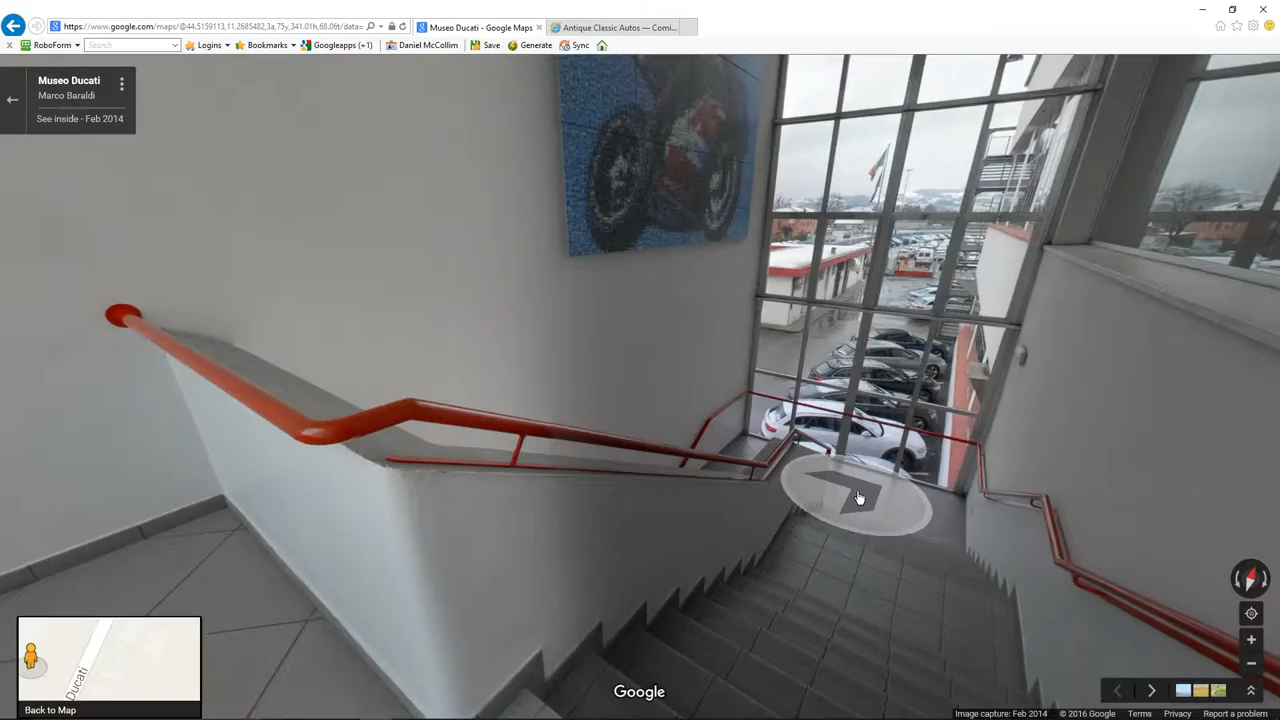 https://www.google.com/maps/@44.5159113,11.2685482,3a,75y,341.01h,68.06t/data=
Museo Ducati - Google Maps
Antique Classic Autos — Comi...
RoboForm
Search
Logins
Bookmarks
Googleapps (+1)
Daniel McCollim
Save
Generate
Sync
Museo Ducati
Marco Baraldi
See inside - Feb 2014
Ducati
Back to Map
Google
Image capture: Feb 2014
© 2016 Google
Terms
Privacy
Report a problem